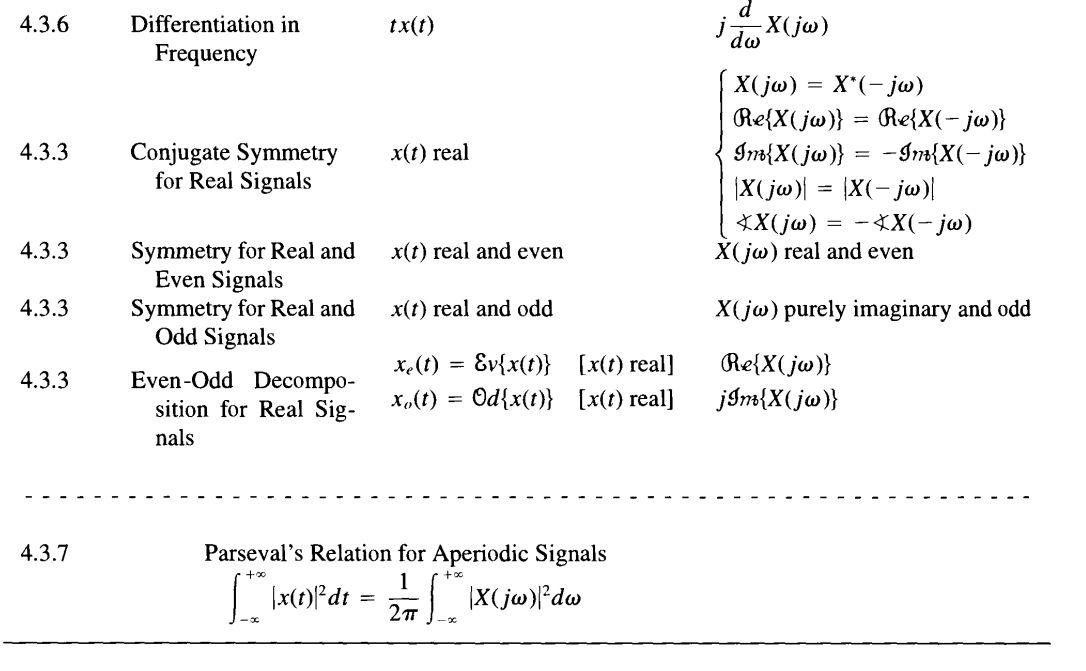 4.3.6 Differentiation in Frequency tx(t) j d/dω X(jω)
4.3.3 Conjugate Symmetry for Real Signals x(t) real { X(jω) = X*(−jω)
ℜe{X(jω)} = ℜe{X(−jω)}
ℐm{X(jω)} = −ℐm{X(−jω)}
|X(jω)| = |X(−jω)|
∢X(jω) = −∢X(−jω)
4.3.3 Symmetry for Real and Even Signals x(t) real and even X(jω) real and even
4.3.3 Symmetry for Real and Odd Signals x(t) real and odd X(jω) purely imaginary and odd
4.3.3 Even-Odd Decomposition for Real Signals xₑ(t) = ℰv{x(t)} [x(t) real] ℜe{X(jω)}
xₒ(t) = 𝒪d{x(t)} [x(t) real] jℐm{X(jω)}
4.3.7 Parseval's Relation for Aperiodic Signals
∫_{−∞}^{+∞} |x(t)|² dt = 1/2π ∫_{−∞}^{+∞} |X(jω)|² dω